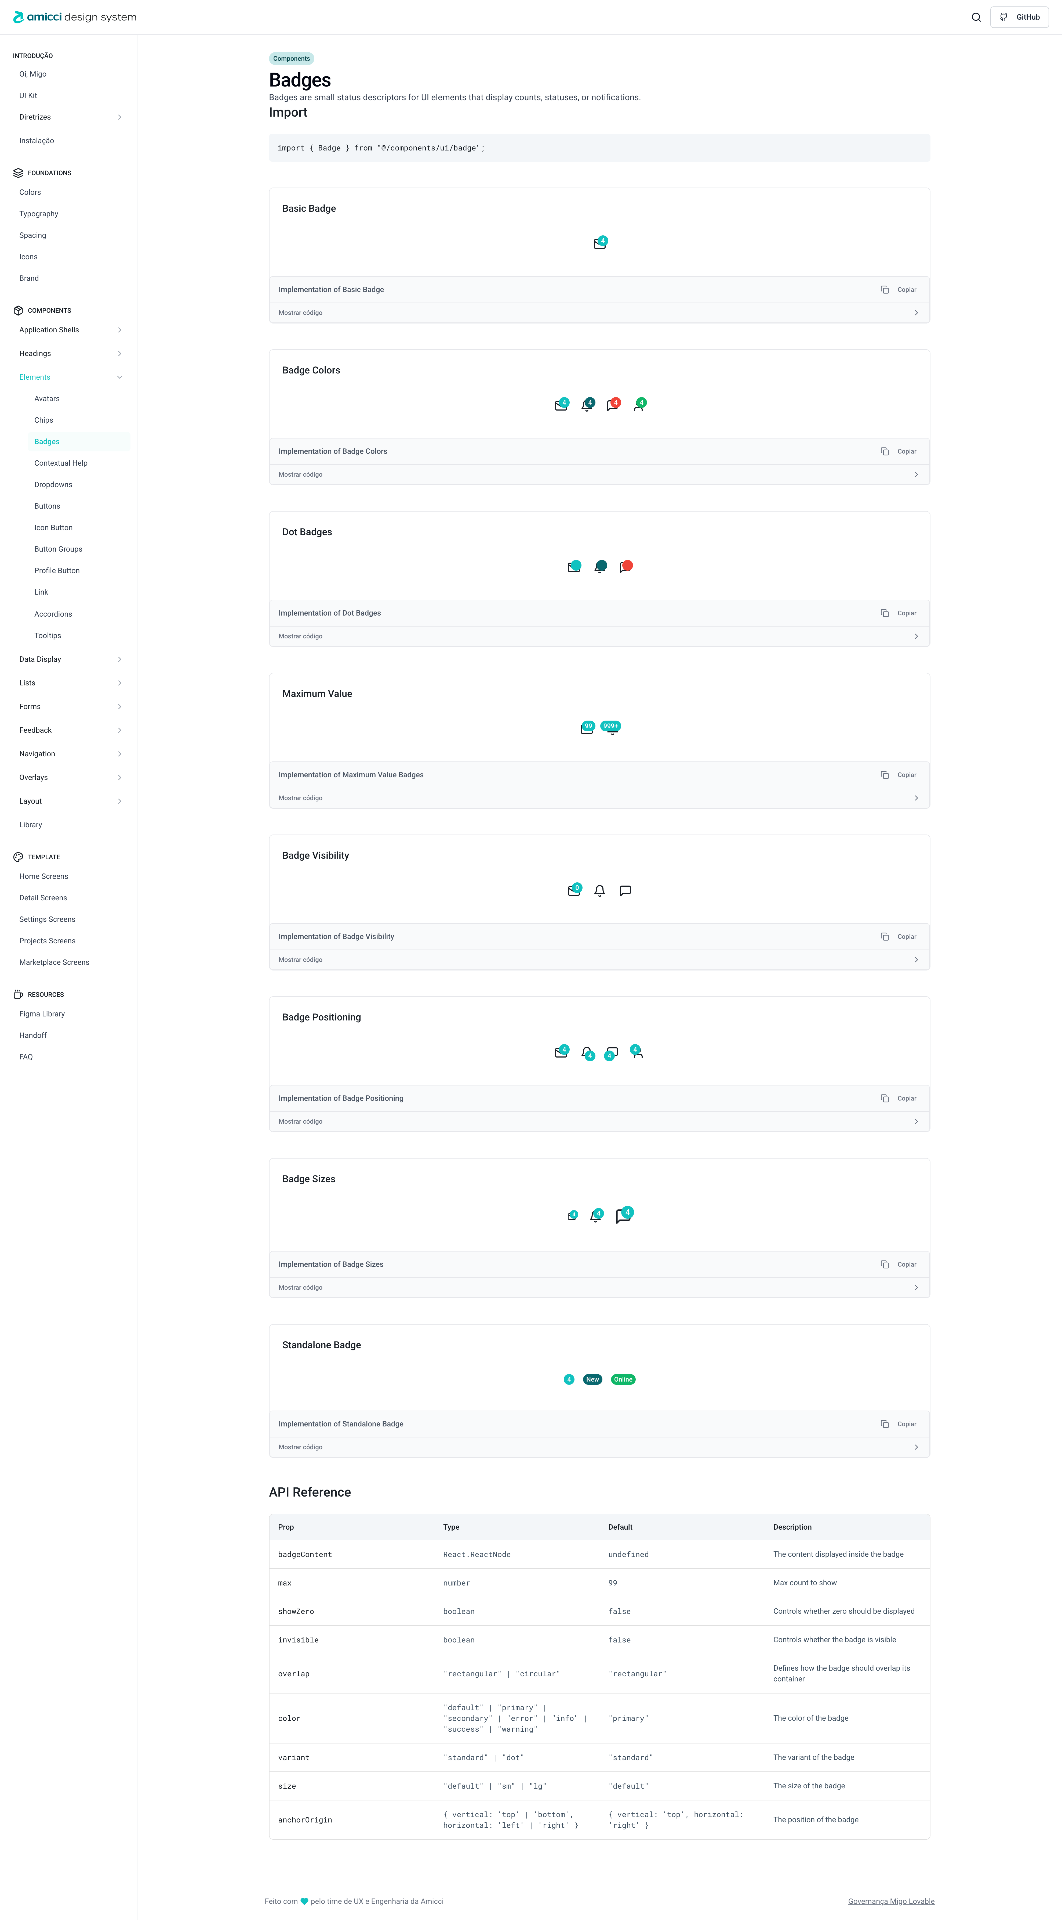 amicci design system
GitHub
INTRODUÇÃO
Oi, Migo
UI Kit
Diretrizes
Instalação
FOUNDATIONS
Colors
Typography
Spacing
Icons
Brand
COMPONENTS
Application Shells
Headings
Elements
Avatars
Chips
Badges
Contextual Help
Dropdowns
Buttons
Icon Button
Button Groups
Profile Button
Link
Accordions
Tooltips
Data Display
Lists
Forms
Feedback
Navigation
Overlays
Layout
Library
TEMPLATE
Home Screens
Detail Screens
Settings Screens
Projects Screens
Marketplace Screens
RESOURCES
Figma Library
Handoff
FAQ
Components
Badges
Badges are small status descriptors for UI elements that display counts, statuses, or notifications.
Import
import { Badge } from "@/components/ui/badge";
Basic Badge
4
Implementation of Basic Badge Copiar
Mostrar código
Badge Colors
4 4 4 4
Implementation of Badge Colors Copiar
Mostrar código
Dot Badges
Implementation of Dot Badges Copiar
Mostrar código
Maximum Value
99 999+
Implementation of Maximum Value Badges Copiar
Mostrar código
Badge Visibility
0
Implementation of Badge Visibility Copiar
Mostrar código
Badge Positioning
4 4 4 4
Implementation of Badge Positioning Copiar
Mostrar código
Badge Sizes
4 4 4
Implementation of Badge Sizes Copiar
Mostrar código
Standalone Badge
4 New Online
Implementation of Standalone Badge Copiar
Mostrar código
API Reference
Prop Type Default Description
badgeContent React.ReactNode undefined The content displayed inside the badge
max number 99 Max count to show
showZero boolean false Controls whether zero should be displayed
invisible boolean false Controls whether the badge is visible
overlap "rectangular" | "circular" "rectangular" Defines how the badge should overlap its
container
color "default" | "primary" |
"secondary" | "error" | "info" |
"success" | "warning" "primary" The color of the badge
variant "standard" | "dot" "standard" The variant of the badge
size "default" | "sm" | "lg" "default" The size of the badge
anchorOrigin { vertical: 'top' | 'bottom',
horizontal: 'left' | 'right' } { vertical: 'top', horizontal:
'right' } The position of the badge
Feito com pelo time de UX e Engenharia da Amicci
Governança Migo Lovable